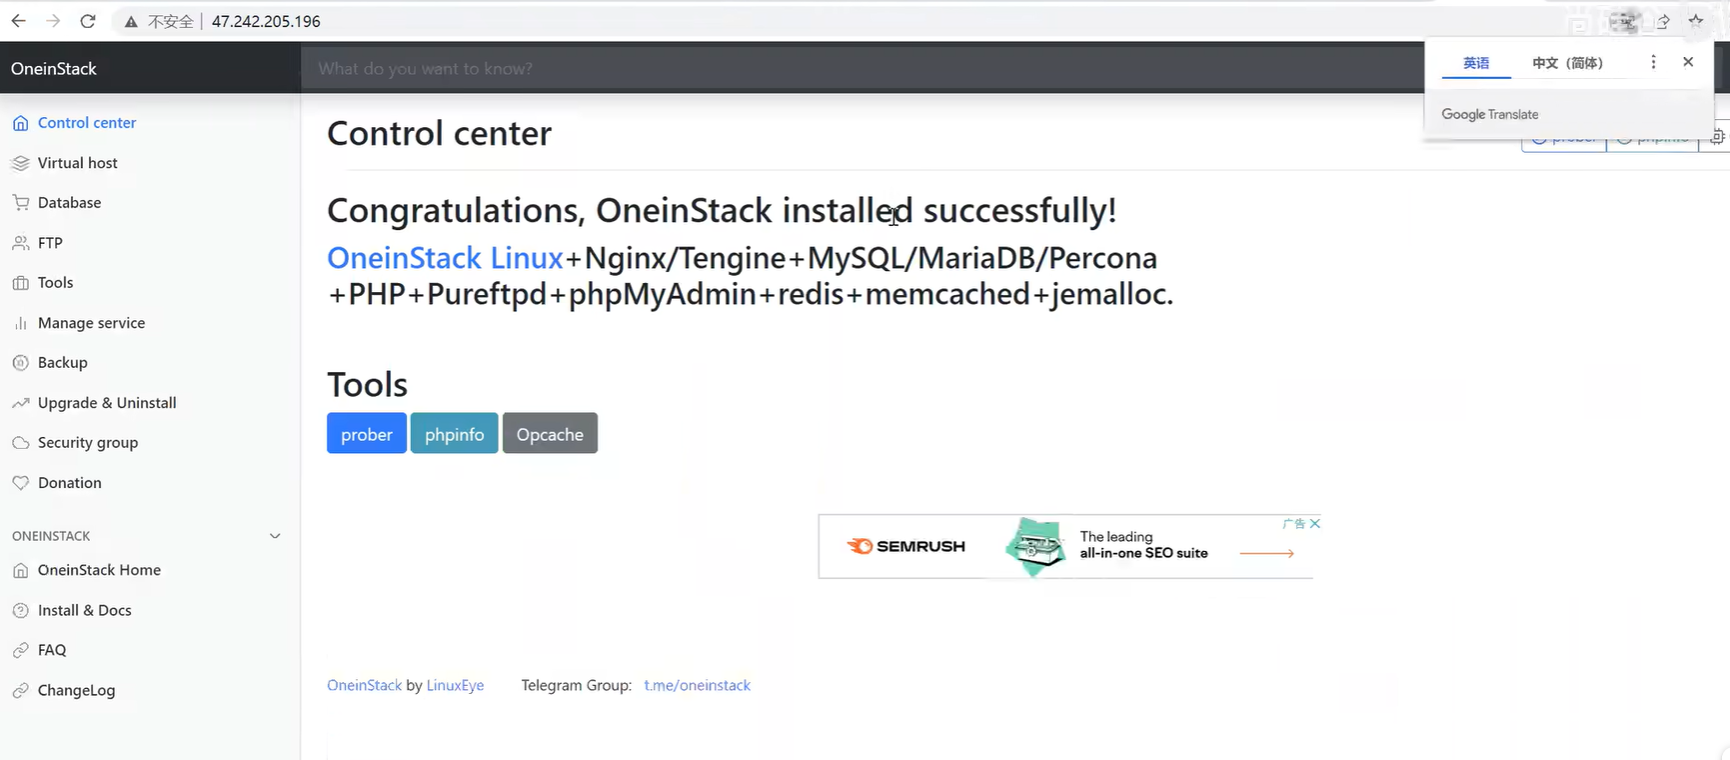 不安全
47.242.205.196
OneinStack
What do you want to know?
英语
中文（简体）
Google Translate
Control center
Virtual host
Database
FTP
Tools
Manage service
Backup
Upgrade & Uninstall
Security group
Donation
ONEINSTACK
OneinStack Home
Install & Docs
FAQ
ChangeLog
Control center
prober
phpinfo
Congratulations, OneinStack installed successfully!
OneinStack Linux+Nginx/Tengine+MySQL/MariaDB/Percona
+PHP+Pureftpd+phpMyAdmin+redis+memcached+jemalloc.
Tools
prober
phpinfo
Opcache
广告
SEMRUSH
The leading
all-in-one SEO suite
OneinStack by LinuxEye
Telegram Group: t.me/oneinstack